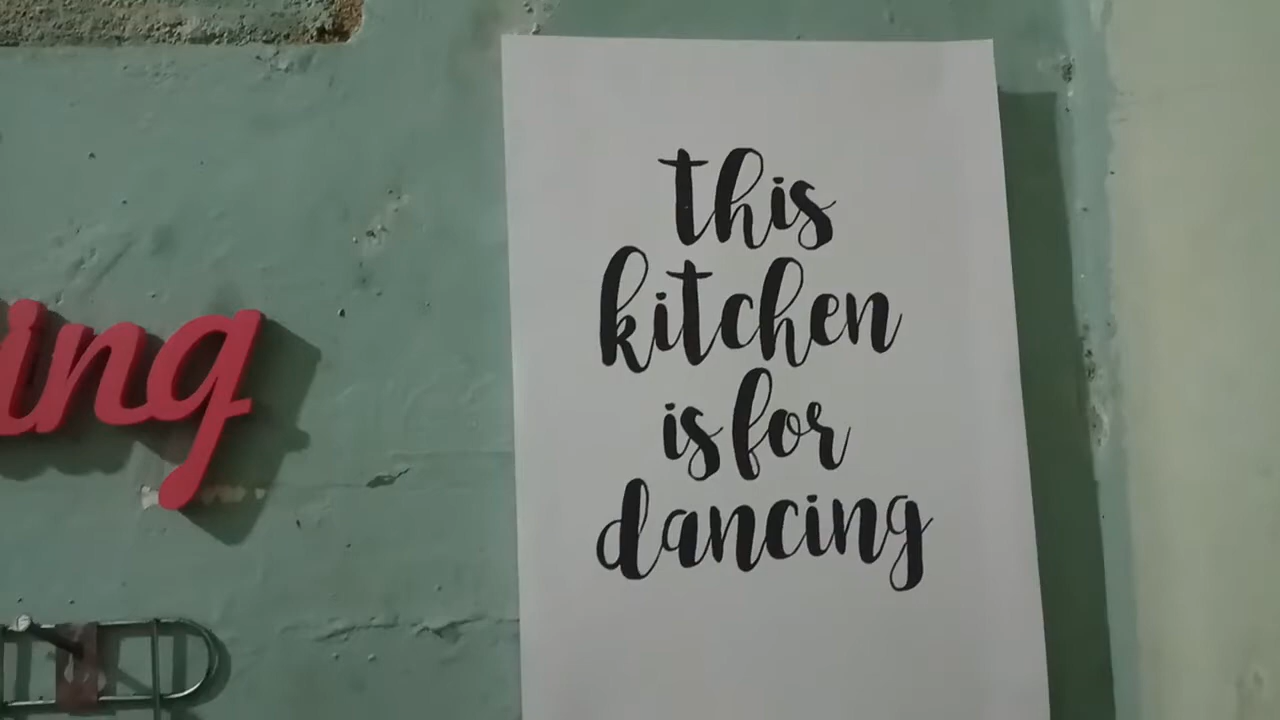 ing
this
kitchen
is for
dancing